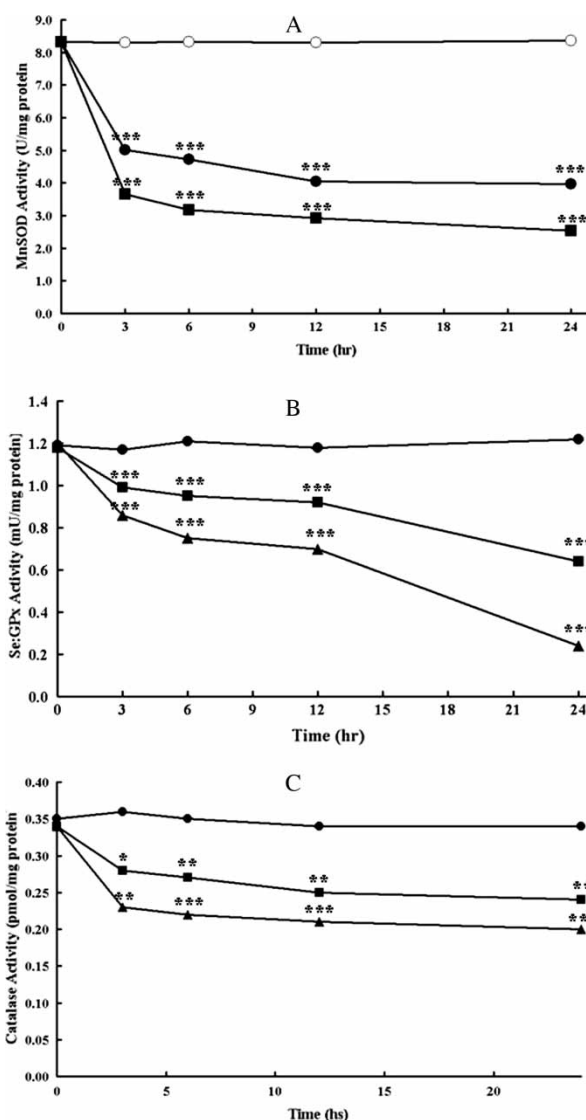 A
MnSOD Activity (U/mg protein)
9.0
8.0
7.0
6.0
5.0
4.0
3.0
2.0
1.0
0.0
*** *** *** ***
*** *** *** ***
0 3 6 9 12 15 18 21 24
Time (hr)
B
Se:GPx Activity (mU/mg protein]
1.4
1.2
1.0
0.8
0.6
0.4
0.2
0.0
*** *** *** ***
*** *** *** ***
0 3 6 9 12 15 18 21 24
Time (hr)
C
Catalase Activity (pmol/mg protein)
0.40
0.35
0.30
0.25
0.20
0.15
0.10
0.05
0.00
* ** ** **
** *** ***
0 5 10 15 20
Time (hs)